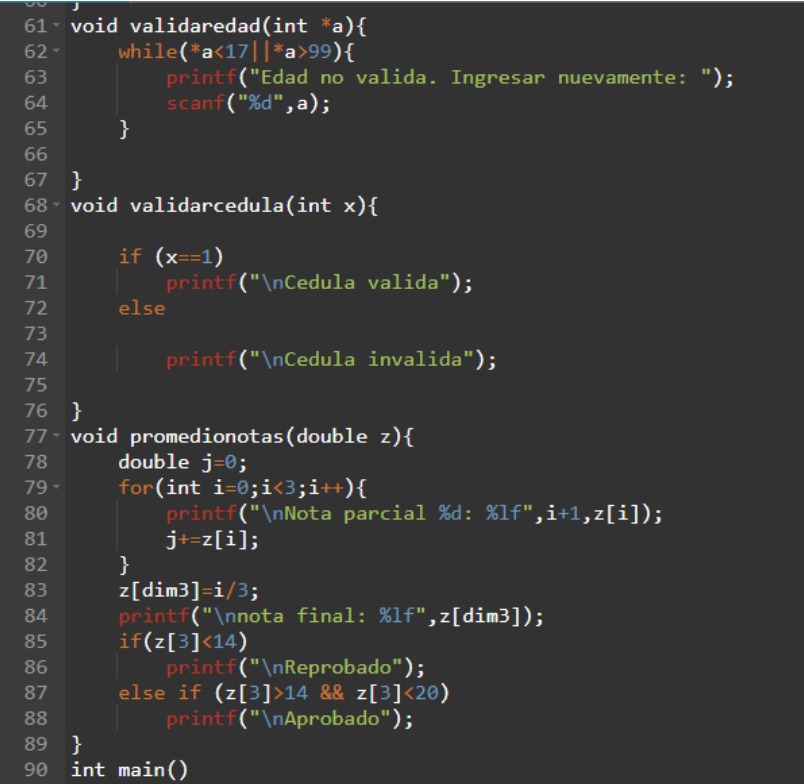 61 void validaredad(int *a){
62     while(*a<17||*a>99){
63         printf("Edad no valida. Ingresar nuevamente: ");
64         scanf("%d",a);
65     }
66
67 }
68 void validarcedula(int x){
69
70     if (x==1)
71         printf("\nCedula valida");
72     else
73
74         printf("\nCedula invalida");
75
76 }
77 void promedionotas(double z){
78     double j=0;
79     for(int i=0;i<3;i++){
80         printf("\nNota parcial %d: %lf",i+1,z[i]);
81         j+=z[i];
82     }
83     z[dim3]=i/3;
84     printf("\nnota final: %lf",z[dim3]);
85     if(z[3]<14)
86         printf("\nReprobado");
87     else if (z[3]>14 && z[3]<20)
88         printf("\nAprobado");
89 }
90 int main()